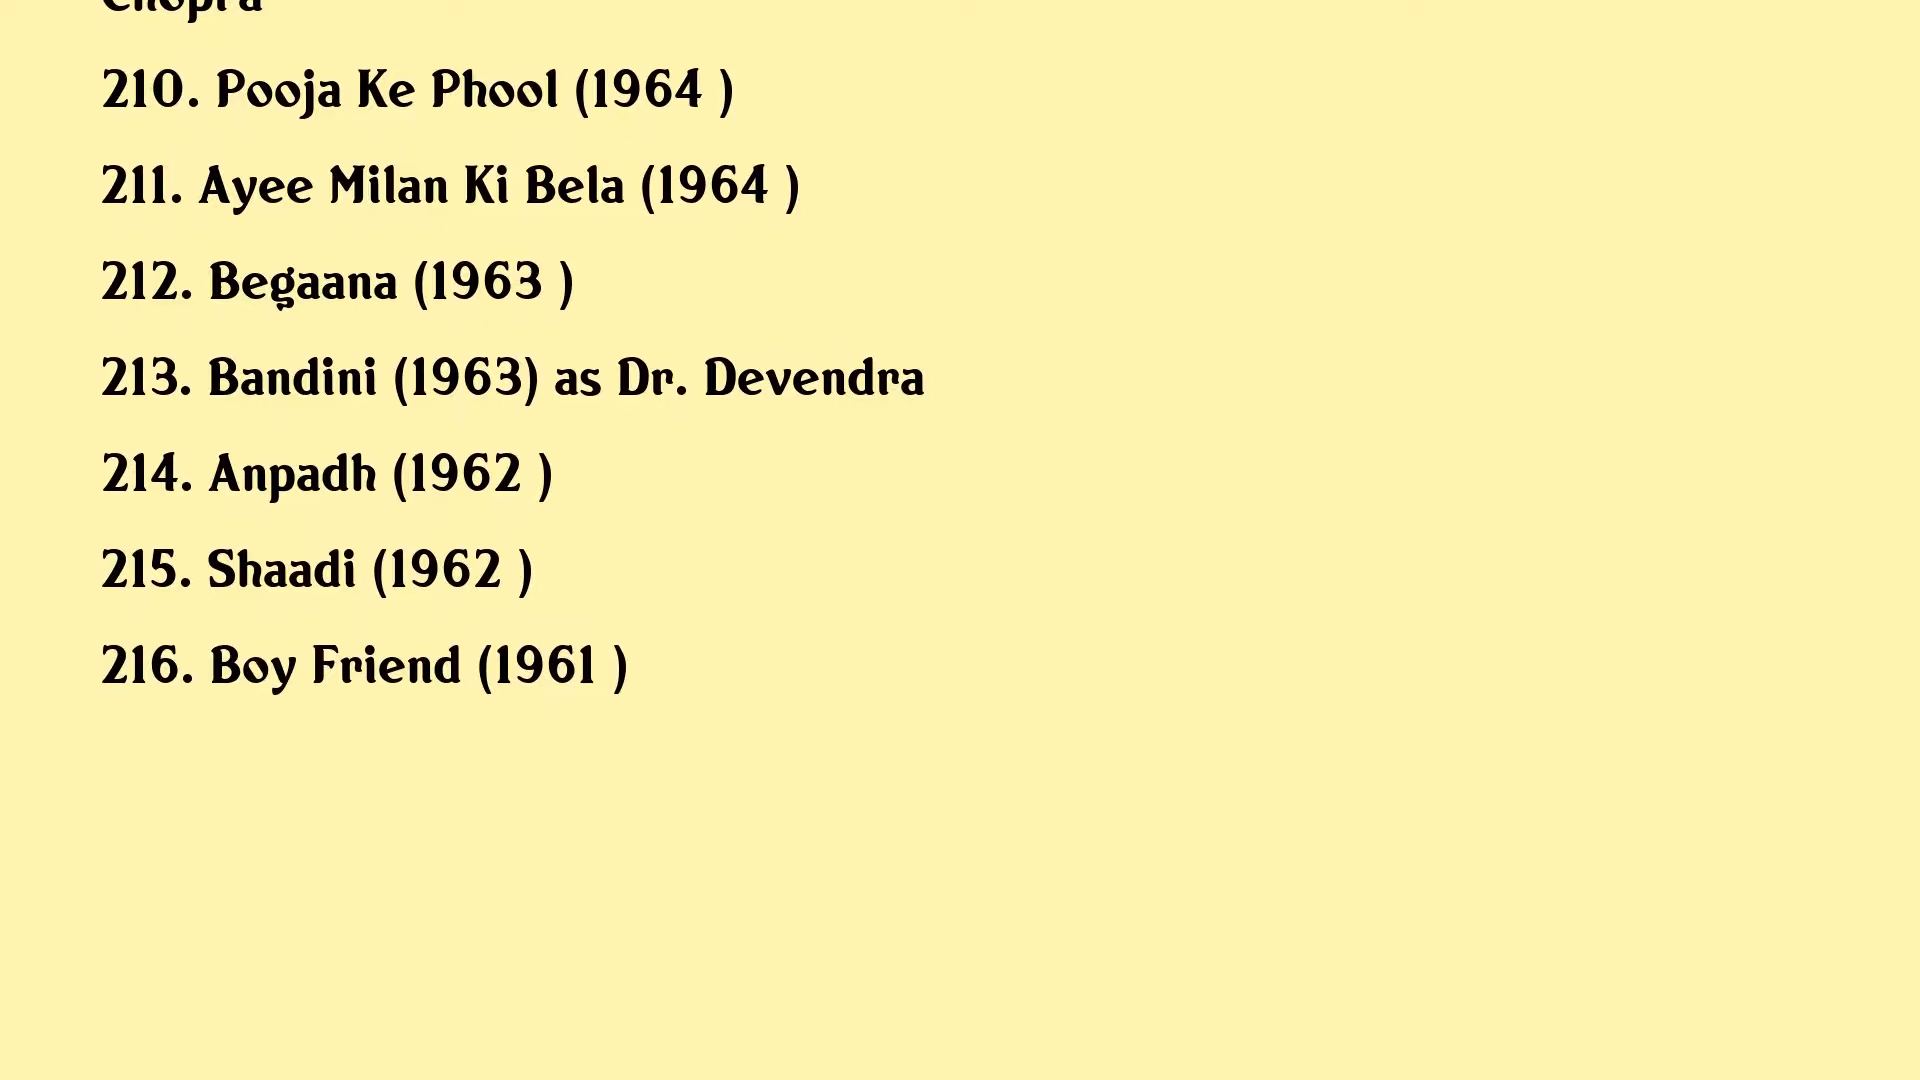 Chopra
210. Pooja Ke Phool (1964 )
211. Ayee Milan Ki Bela (1964 )
212. Begaana (1963 )
213. Bandini (1963) as Dr. Devendra
214. Anpadh (1962 )
215. Shaadi (1962 )
216. Boy Friend (1961 )